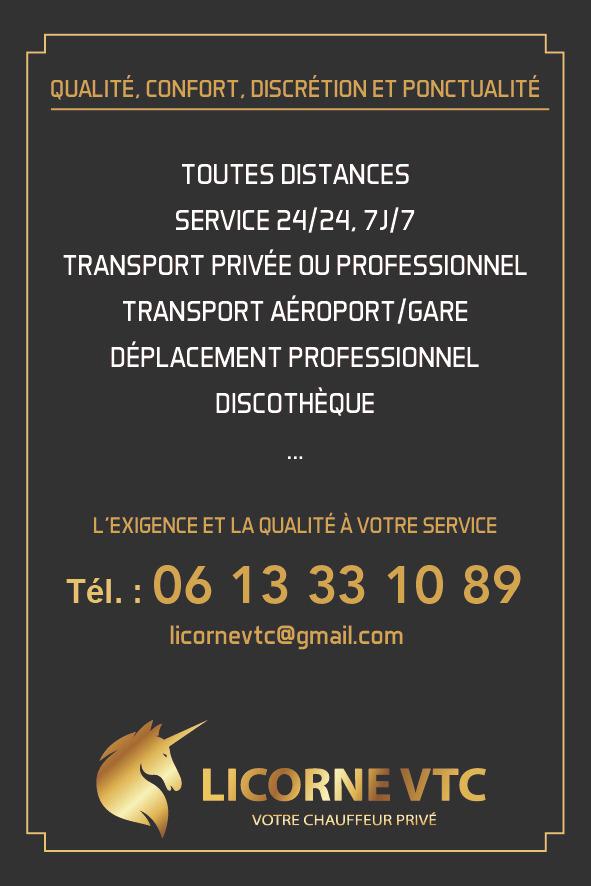 QUALITÉ, CONFORT, DISCRÉTION ET PONCTUALITÉ
TOUTES DISTANCES
SERVICE 24/24, 7J/7
TRANSPORT PRIVÉE OU PROFESSIONNEL
TRANSPORT AÉROPORT/GARE
DÉPLACEMENT PROFESSIONNEL
DISCOTHÈQUE
...
L'EXIGENCE ET LA QUALITÉ À VOTRE SERVICE
Tél. : 06 13 33 10 89
licornevtc@gmail.com
LICORNE VTC
VOTRE CHAUFFEUR PRIVÉ